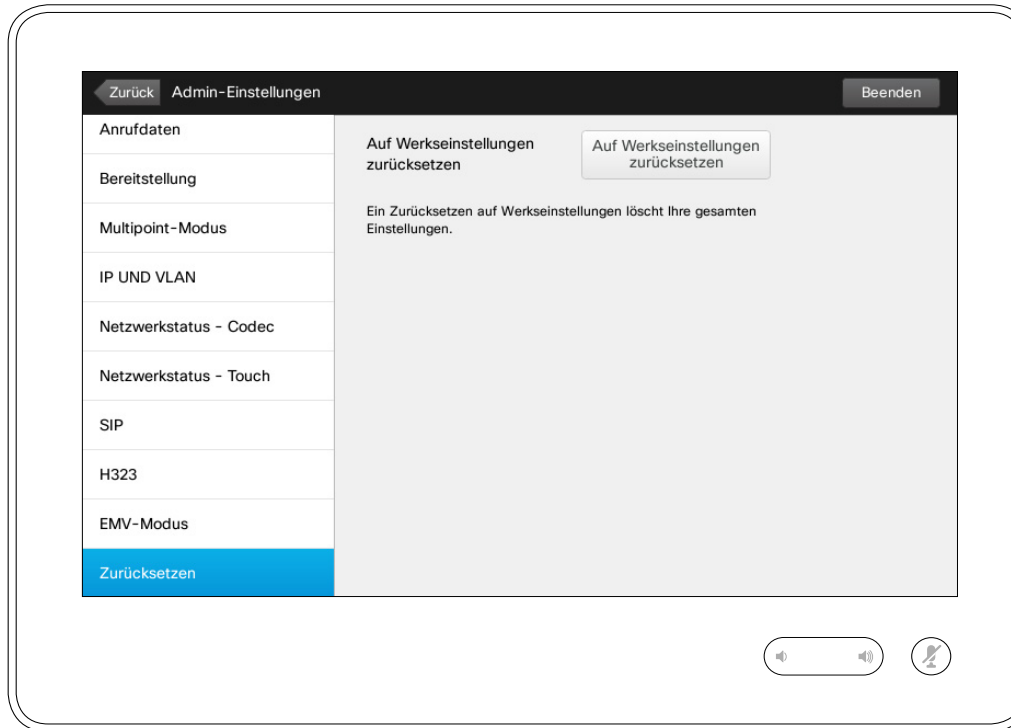 Zurück Admin-Einstellungen Beenden
Anrufdaten
Bereitstellung
Multipoint-Modus
IP UND VLAN
Netzwerkstatus - Codec
Netzwerkstatus - Touch
SIP
H323
EMV-Modus
Zurücksetzen
Auf Werkseinstellungen
zurücksetzen
Auf Werkseinstellungen
zurücksetzen
Ein Zurücksetzen auf Werkseinstellungen löscht Ihre gesamten
Einstellungen.